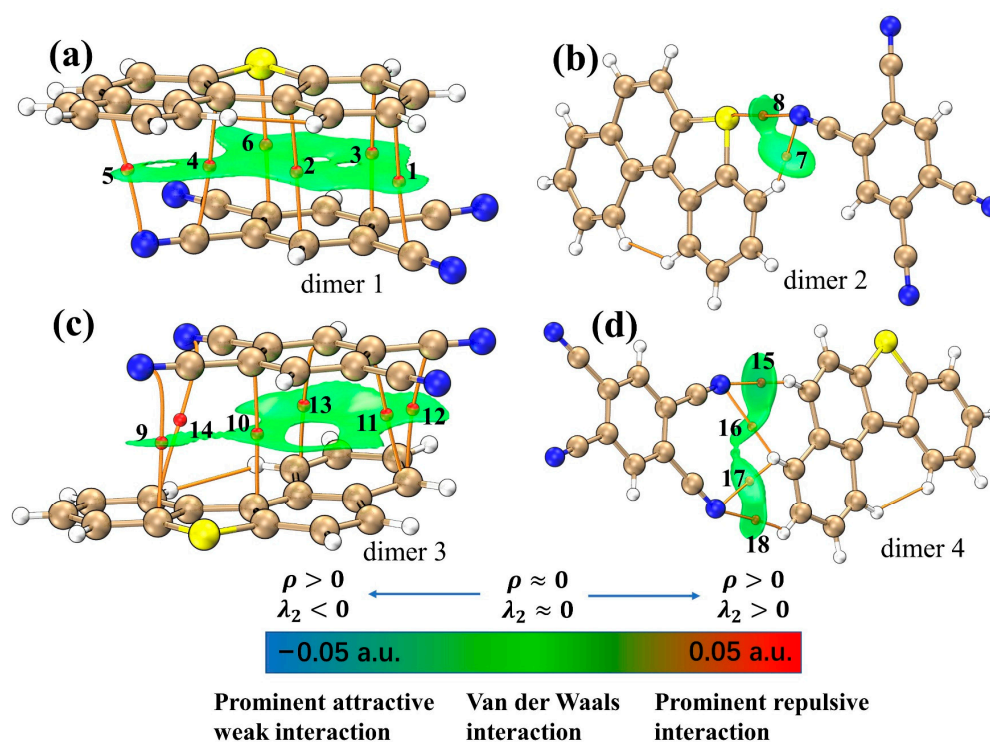 (a)
6
3
4
2
5
1
dimer 1
(b)
8
7
dimer 2
(c)
13
10
11
12
9
14
dimer 3
(d)
15
16
17
18
dimer 4
ρ > 0
λ₂ < 0
ρ ≈ 0
λ₂ ≈ 0
ρ > 0
λ₂ > 0
−0.05 a.u.
0.05 a.u.
Prominent attractive
weak interaction
Van der Waals
interaction
Prominent repulsive
interaction